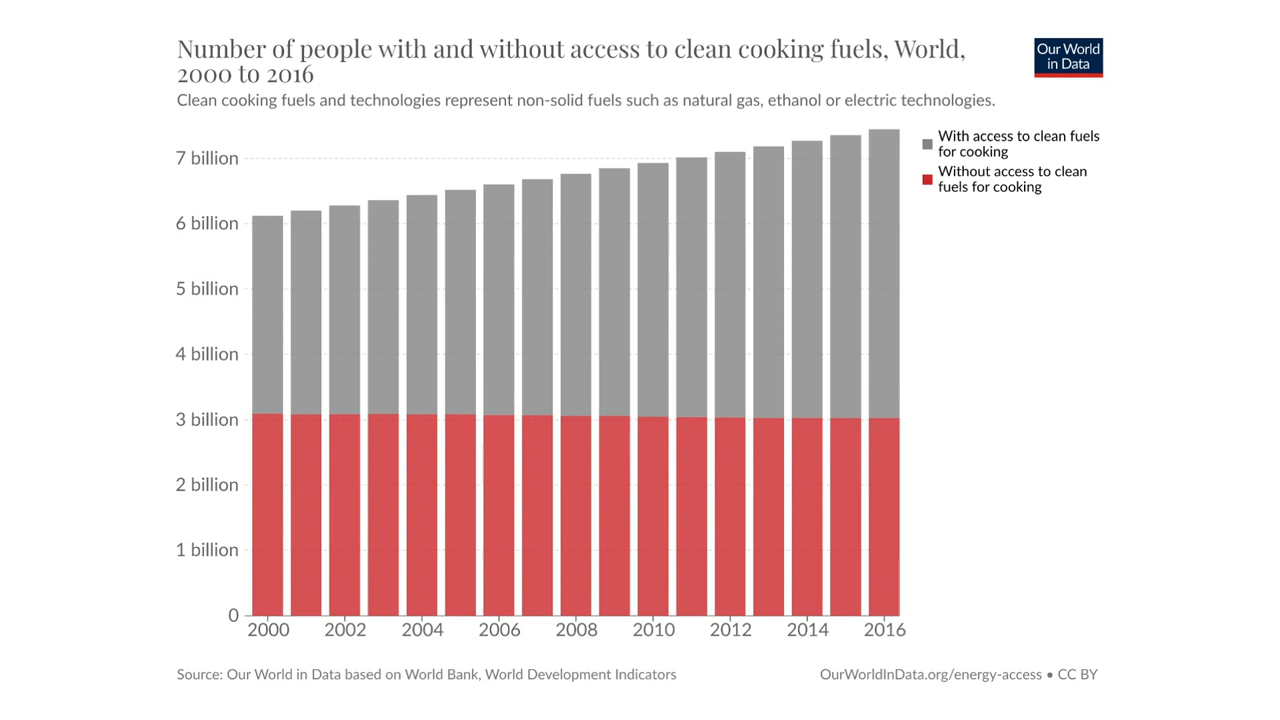 Number of people with and without access to clean cooking fuels, World,
2000 to 2016
Our World
in Data
Clean cooking fuels and technologies represent non-solid fuels such as natural gas, ethanol or electric technologies.
With access to clean fuels
for cooking
Without access to clean
fuels for cooking
7 billion
6 billion
5 billion
4 billion
3 billion
2 billion
1 billion
0
2000 2002 2004 2006 2008 2010 2012 2014 2016
Source: Our World in Data based on World Bank, World Development Indicators
OurWorldInData.org/energy-access • CC BY